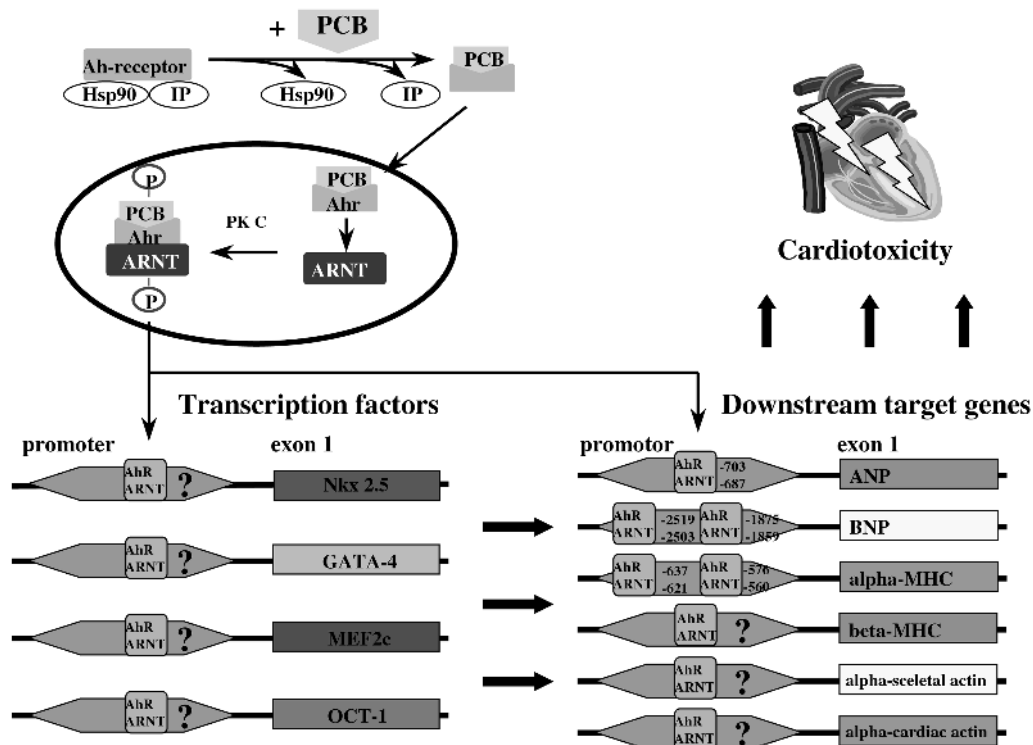 + PCB
Ah-receptor
Hsp90 IP
Hsp90 IP
PCB
P
PCB
Ahr
ARNT
P
PK C
PCB
Ahr
ARNT
Cardiotoxicity
Transcription factors
promoter exon 1
AhR
ARNT ? Nkx 2.5
AhR
ARNT ? GATA-4
AhR
ARNT ? MEF2c
AhR
ARNT ? OCT-1
Downstream target genes
promotor exon 1
AhR -703
ARNT -687 ANP
AhR -2519 AhR -1875
ARNT -2503 ARNT -1859 BNP
AhR -637 AhR -576
ARNT -621 ARNT -560 alpha-MHC
AhR
ARNT ? beta-MHC
AhR
ARNT ? alpha-sceletal actin
AhR
ARNT ? alpha-cardiac actin